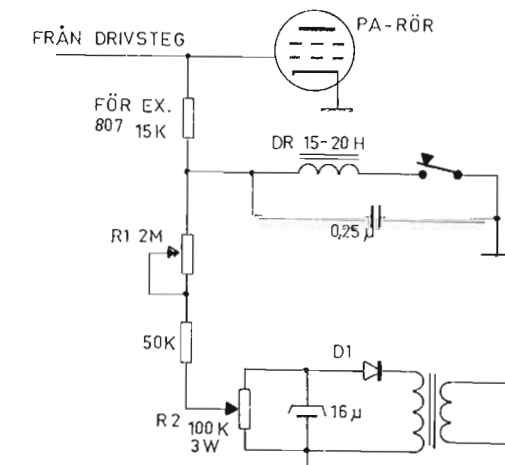 PA-RÖR
FRÅN DRIVSTEG
FÖR EX.
807 15K
DR 15-20 H
0,25 µ
R1 2M
50K
D1
R2 100 K
3 W
16 µ